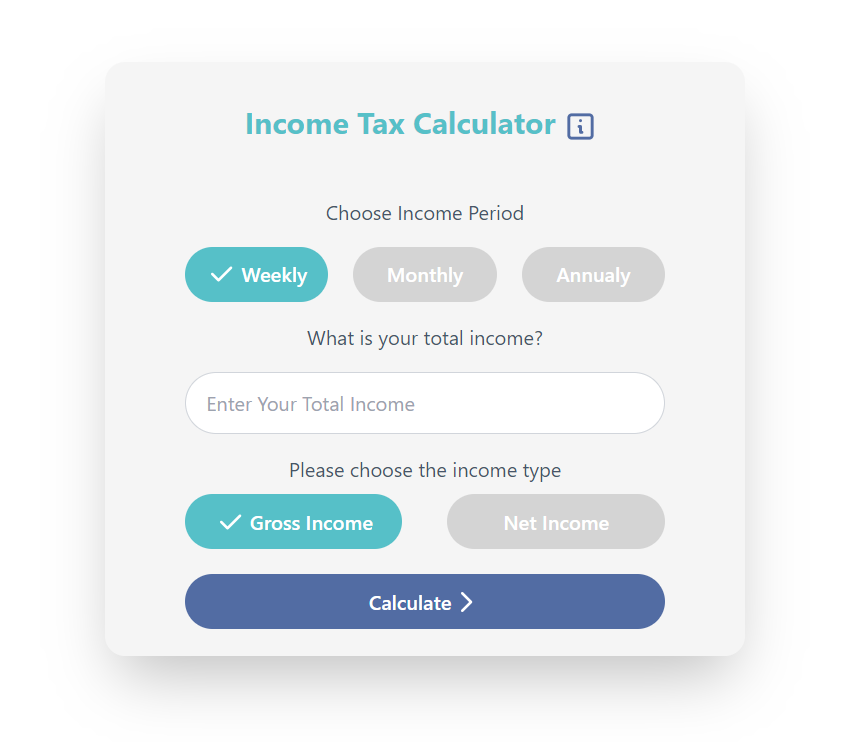 Income Tax Calculator
Choose Income Period
Weekly Monthly Annualy
What is your total income?
Enter Your Total Income
Please choose the income type
Gross Income Net Income
Calculate